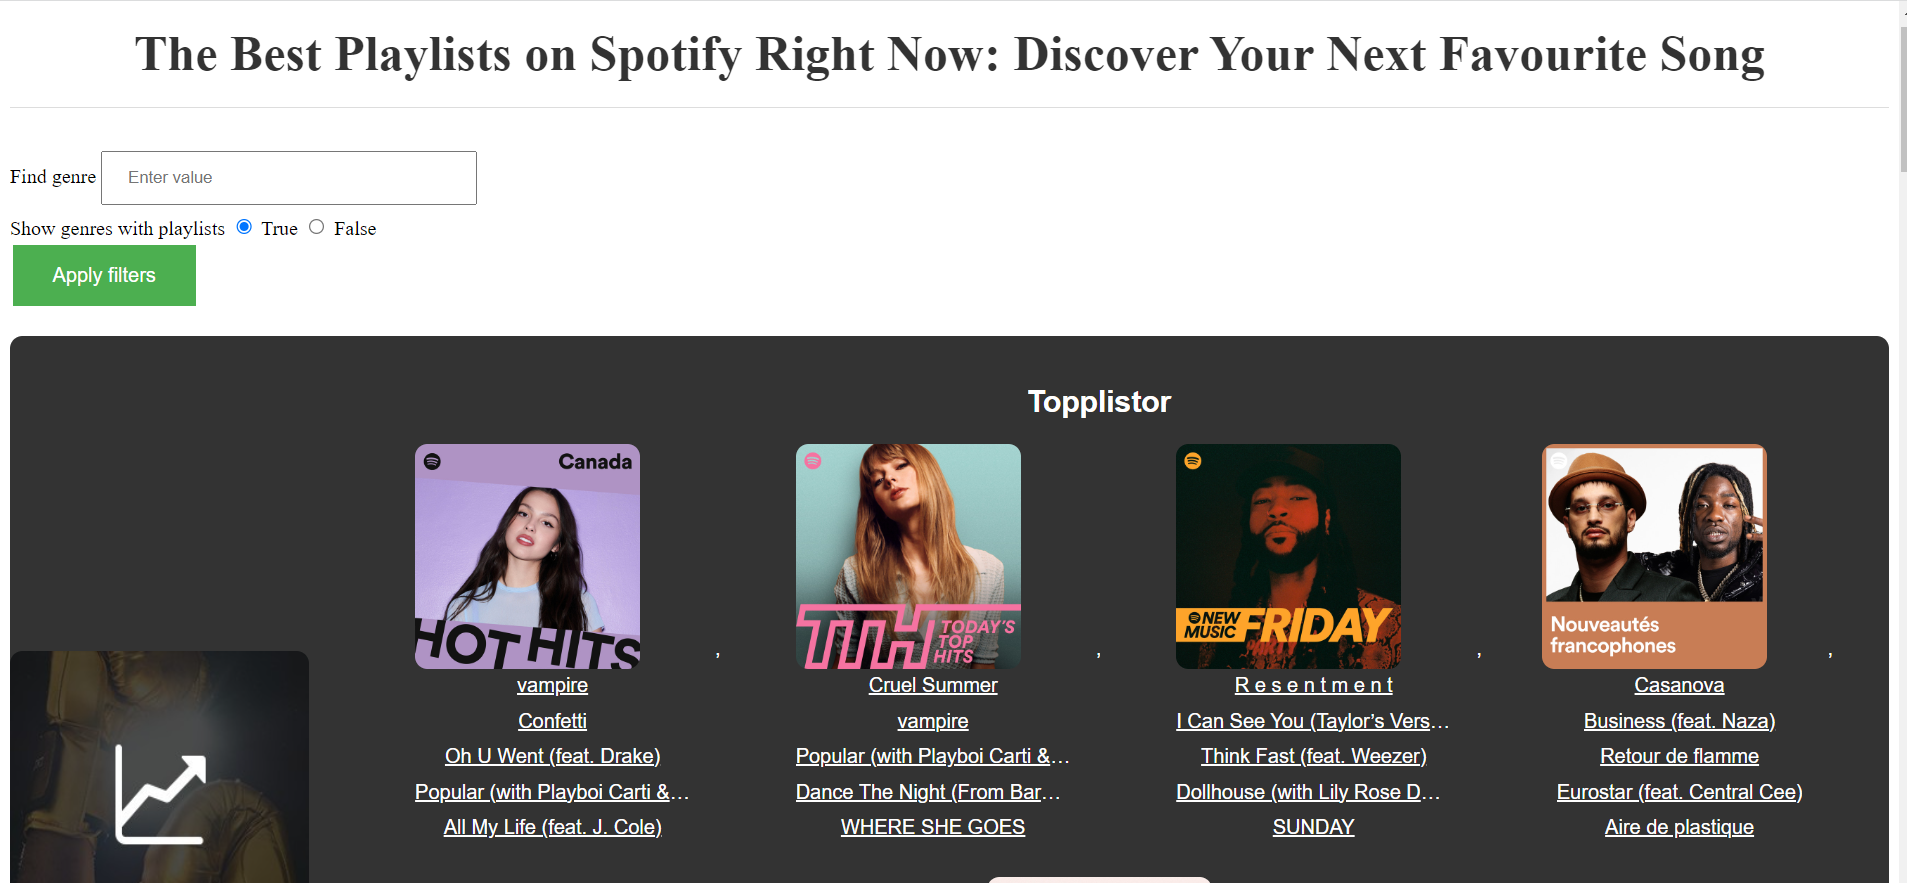 The Best Playlists on Spotify Right Now: Discover Your Next Favourite Song
Find genre Enter value
Show genres with playlists True False
Apply filters
Topplistor
Canada
HOT HITS
,
vampire
Confetti
Oh U Went (feat. Drake)
Popular (with Playboi Carti &…
All My Life (feat. J. Cole)
TTH TODAY'S
TOP
HITS
,
Cruel Summer
vampire
Popular (with Playboi Carti &…
Dance The Night (From Bar…
WHERE SHE GOES
NEW
MUSIC FRIDAY
,
R e s e n t m e n t
I Can See You (Taylor’s Vers…
Think Fast (feat. Weezer)
Dollhouse (with Lily Rose D…
SUNDAY
Nouveautés
francophones
,
Casanova
Business (feat. Naza)
Retour de flamme
Eurostar (feat. Central Cee)
Aire de plastique